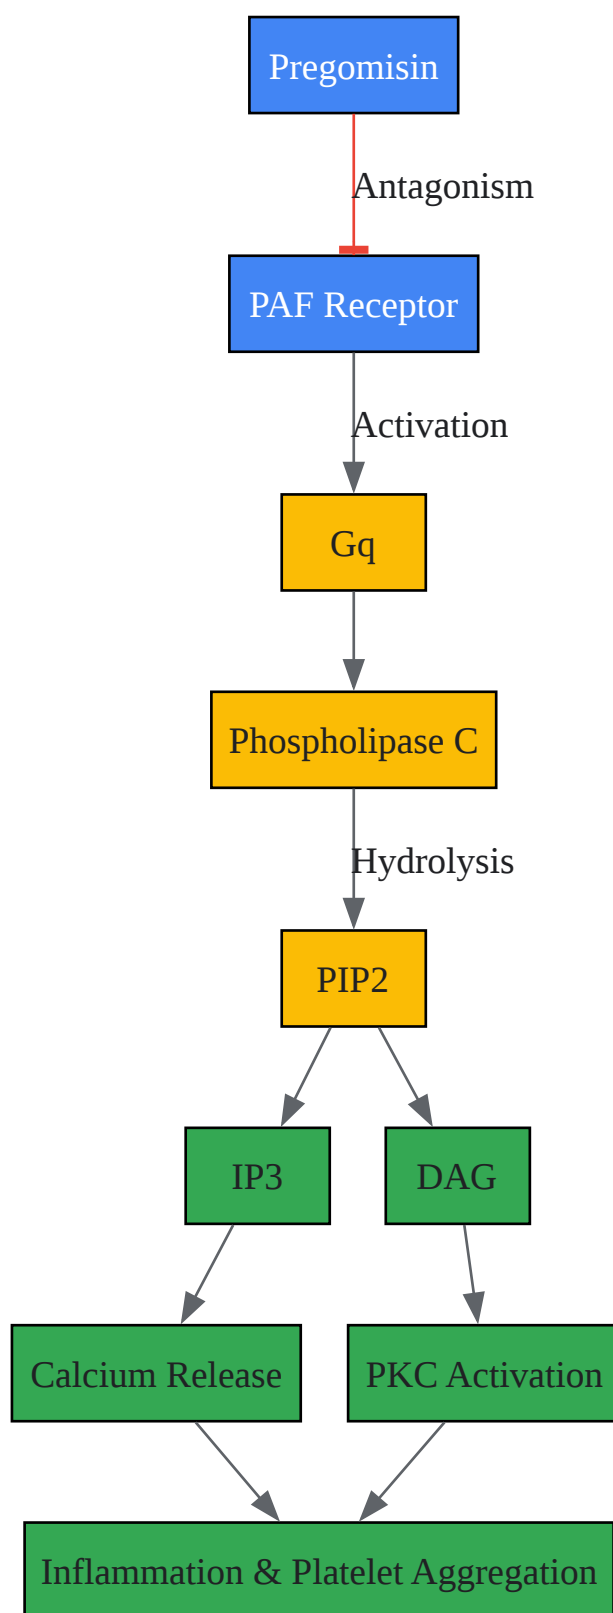 Pregomisin
Antagonism
PAF Receptor
Activation
Gq
Phospholipase C
Hydrolysis
PIP2
IP3
DAG
Calcium Release
PKC Activation
Inflammation & Platelet Aggregation